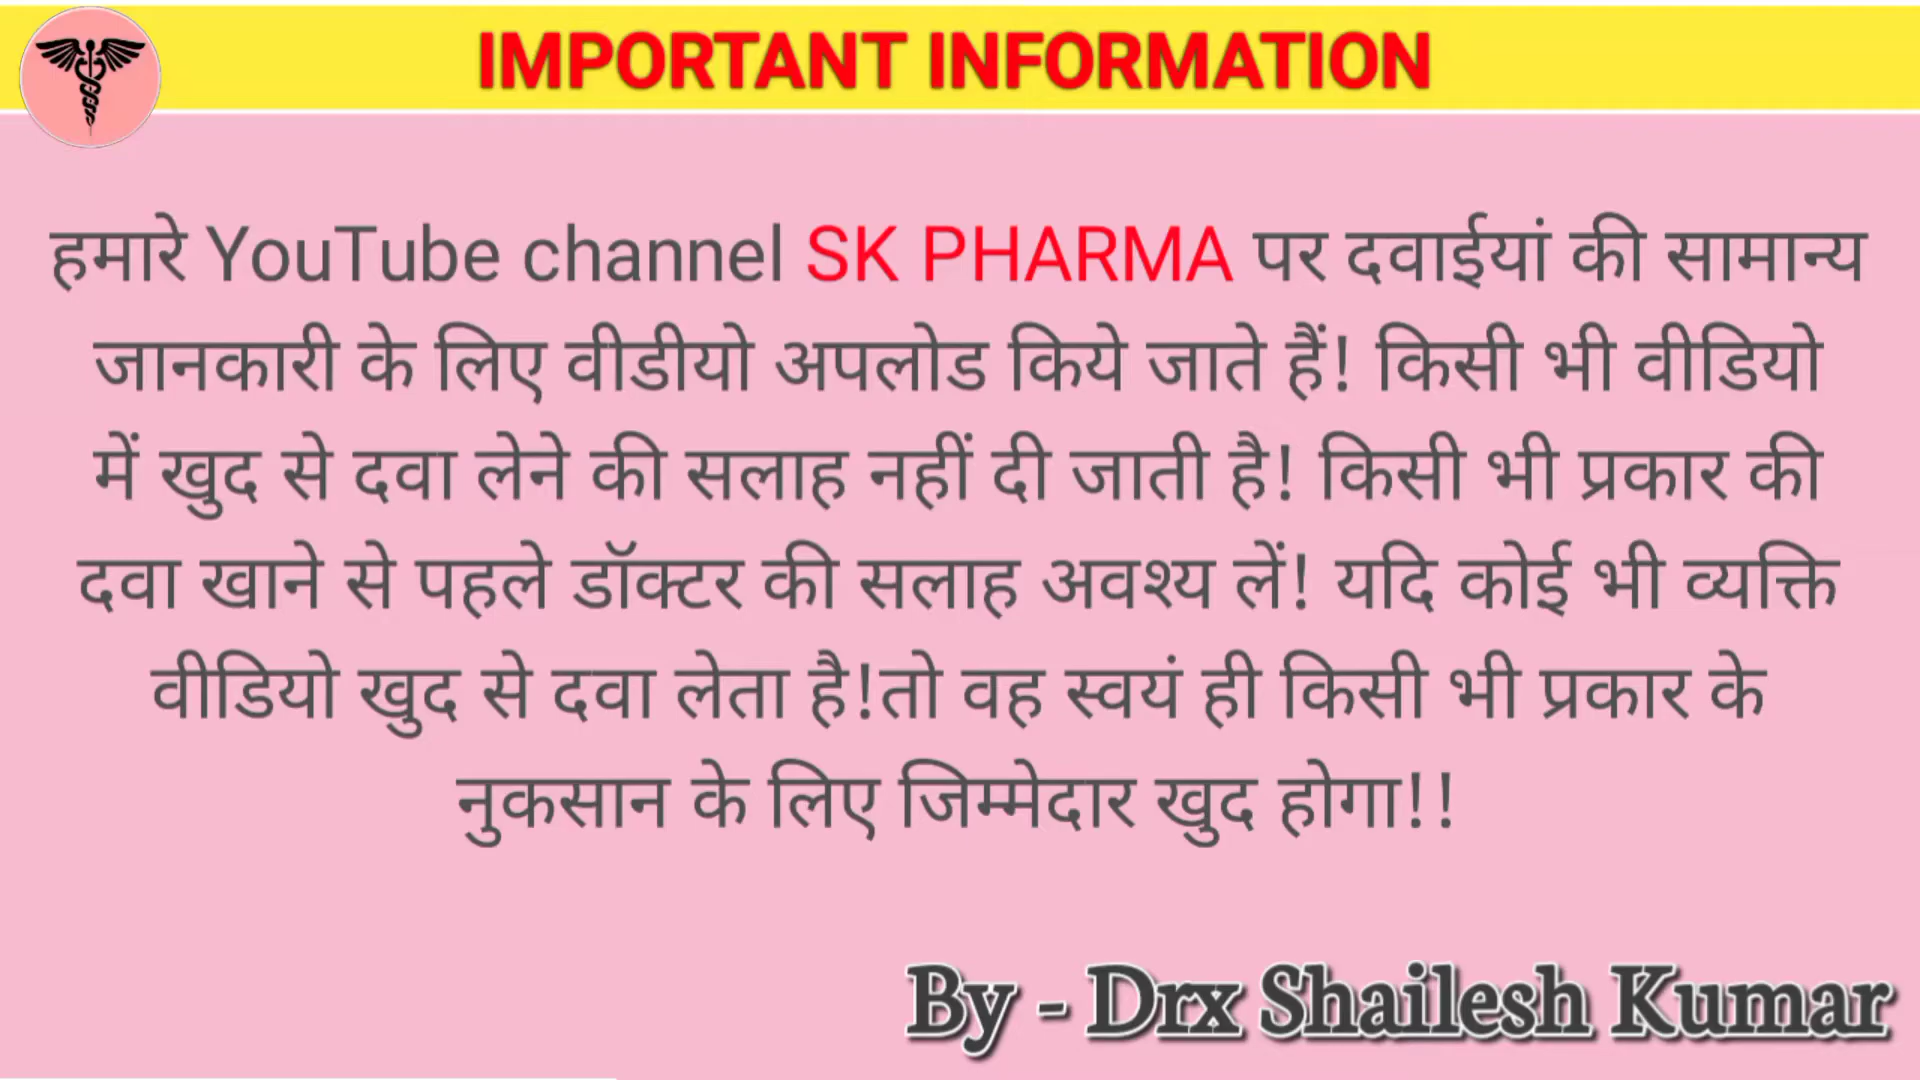 IMPORTANT INFORMATION
हमारे YouTube channel SK PHARMA पर दवाईयां की सामान्य
जानकारी के लिए वीडीयो अपलोड किये जाते हैं! किसी भी वीडियो
में खुद से दवा लेने की सलाह नहीं दी जाती है! किसी भी प्रकार की
दवा खाने से पहले डॉक्टर की सलाह अवश्य लें! यदि कोई भी व्यक्ति
वीडियो खुद से दवा लेता है!तो वह स्वयं ही किसी भी प्रकार के
नुकसान के लिए जिम्मेदार खुद होगा!!
By - Drx Shailesh Kumar